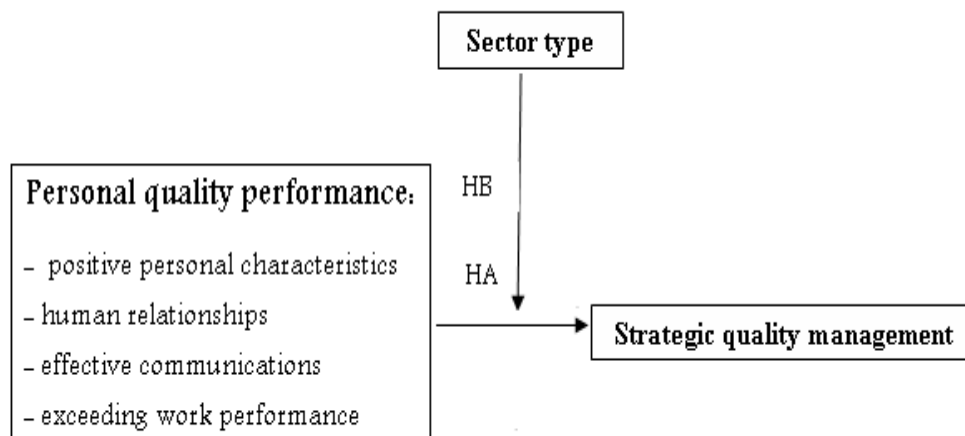 Sector type
Personal quality performance:
– positive personal characteristics
– human relationships
– effective communications
– exceeding work performance
HB
HA
Strategic quality management